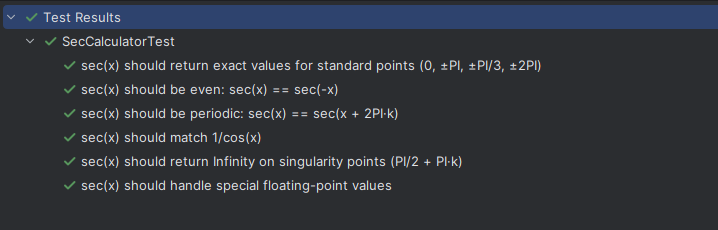 Test Results
SecCalculatorTest
sec(x) should return exact values for standard points (0, ±PI, ±PI/3, ±2PI)
sec(x) should be even: sec(x) == sec(-x)
sec(x) should be periodic: sec(x) == sec(x + 2PI·k)
sec(x) should match 1/cos(x)
sec(x) should return Infinity on singularity points (PI/2 + PI·k)
sec(x) should handle special floating-point values